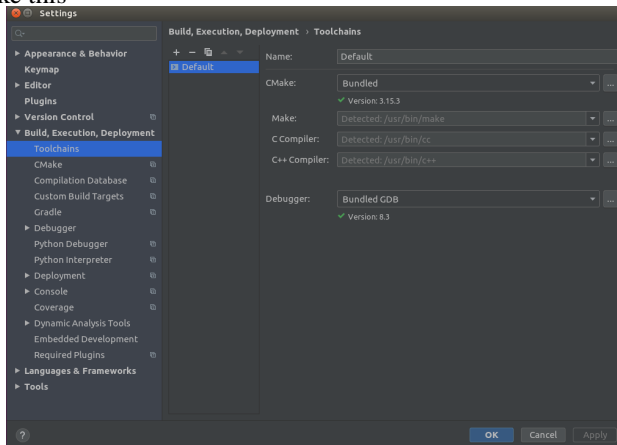 Settings
Appearance & Behavior
Keymap
Editor
Plugins
Version Control
Build, Execution, Deployment
Toolchains
CMake
Compilation Database
Custom Build Targets
Gradle
Debugger
Python Debugger
Python Interpreter
Deployment
Console
Coverage
Dynamic Analysis Tools
Embedded Development
Required Plugins
Languages & Frameworks
Tools
Build, Execution, Deployment › Toolchains
Default
Name: Default
CMake: Bundled
Version: 3.15.3
Make: Detected: /usr/bin/make
C Compiler: Detected: /usr/bin/cc
C++ Compiler: Detected: /usr/bin/c++
Debugger: Bundled GDB
Version: 8.3
? OK Cancel Apply